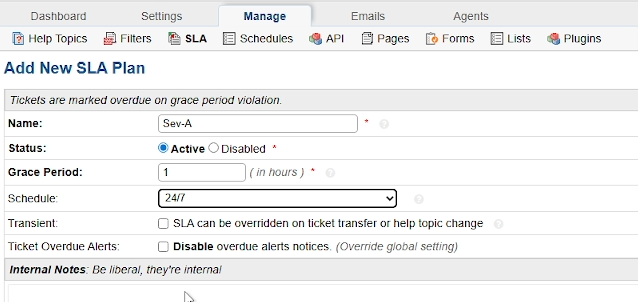 Dashboard Settings Manage Emails Agents
Help Topics Filters SLA Schedules API Pages Forms Lists Plugins
Add New SLA Plan
Tickets are marked overdue on grace period violation.
Name: Sev-A *
Status: Active Disabled *
Grace Period: 1 ( in hours ) *
Schedule: 24/7
Transient: SLA can be overridden on ticket transfer or help topic change
Ticket Overdue Alerts: Disable overdue alerts notices. (Override global setting)
Internal Notes: Be liberal, they're internal